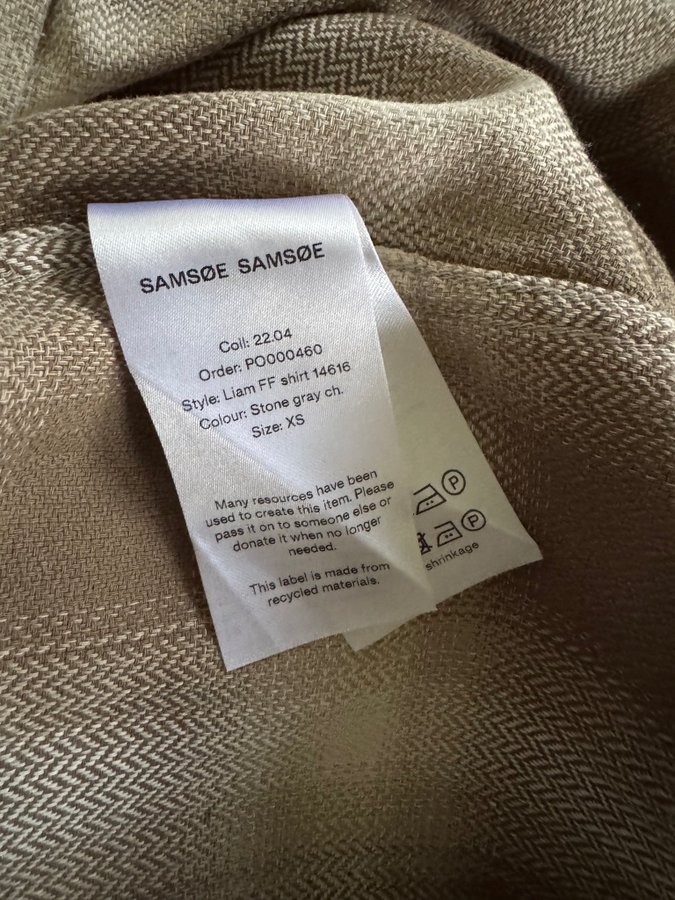 SAMSØE SAMSØE
Coll: 22.04
Order: PO000460
Style: Liam FF shirt 14616
Colour: Stone gray ch.
Size: XS
Many resources have been
used to create this item. Please
pass it on to someone else or
donate it when no longer
needed.
This label is made from
recycled materials.
P
P
shrinkage